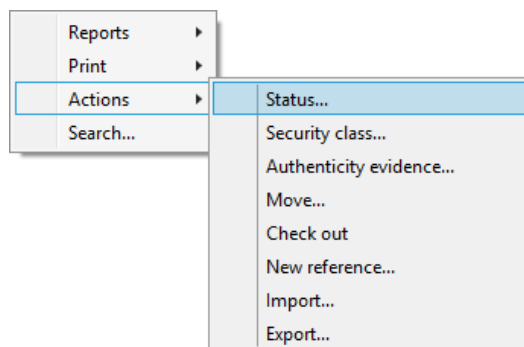 Reports
Print
Actions
Search...
Status...
Security class...
Authenticity evidence...
Move...
Check out
New reference...
Import...
Export...